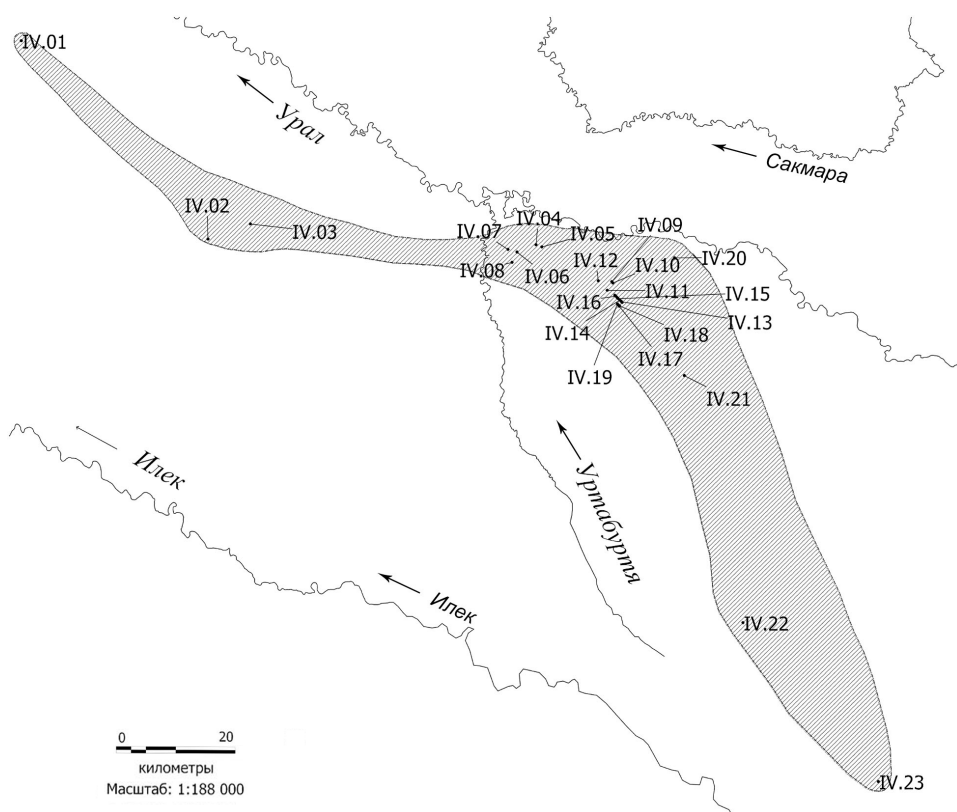 IV.01
Урал
Сакмара
IV.02
IV.03
IV.07
IV.04
IV.05
IV.09
IV.08
IV.06
IV.12
IV.10
IV.20
IV.11
IV.15
IV.16
IV.13
IV.14
IV.18
IV.17
IV.19
IV.21
Илек
Уртабуртя
Илек
IV.22
IV.23
0 20
километры
Масштаб: 1:188 000